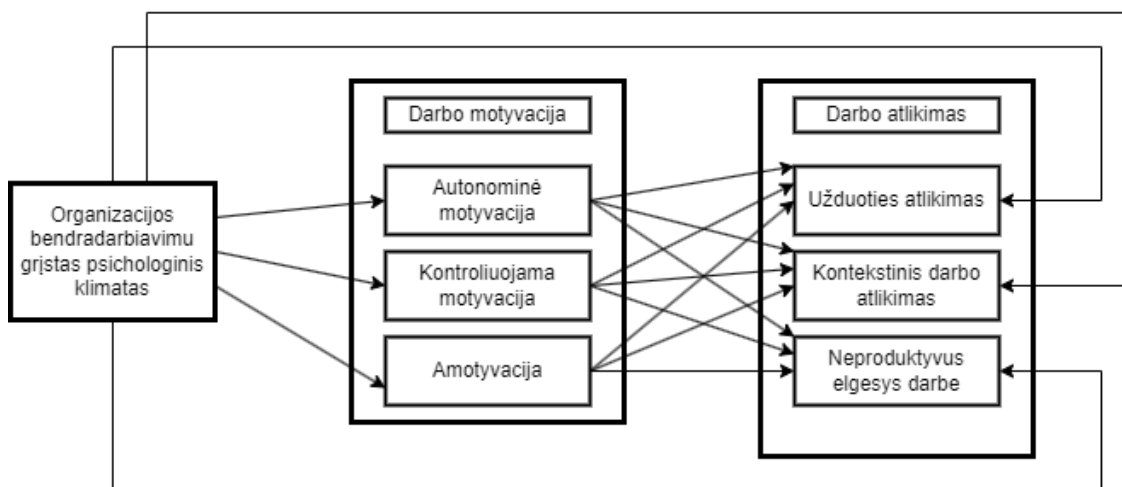 Organizacijos
bendradarbiavimu
grįstas psichologinis
klimatas
Darbo motyvacija
Autonominė
motyvacija
Kontroliuojama
motyvacija
Amotyvacija
Darbo atlikimas
Užduoties atlikimas
Kontekstinis darbo
atlikimas
Neproduktyvus
elgesys darbe